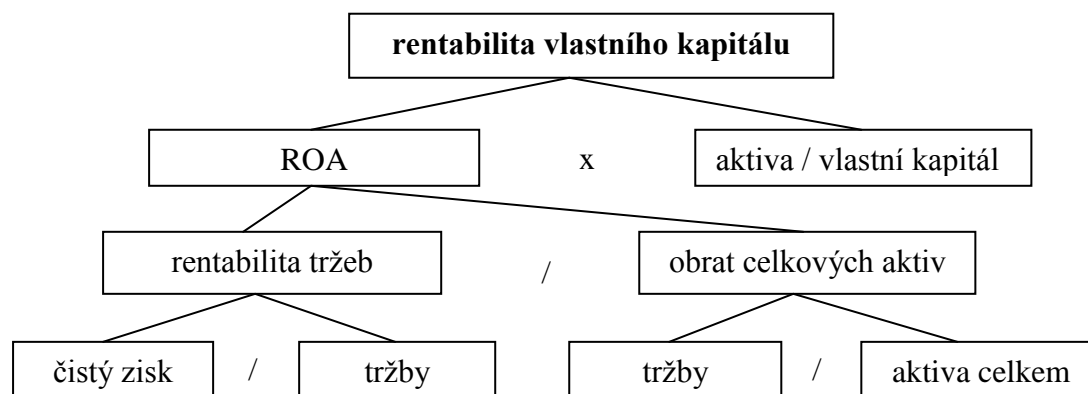 rentabilita vlastního kapitálu
ROA x aktiva / vlastní kapitál
rentabilita tržeb / obrat celkových aktiv
čistý zisk / tržby tržby / aktiva celkem